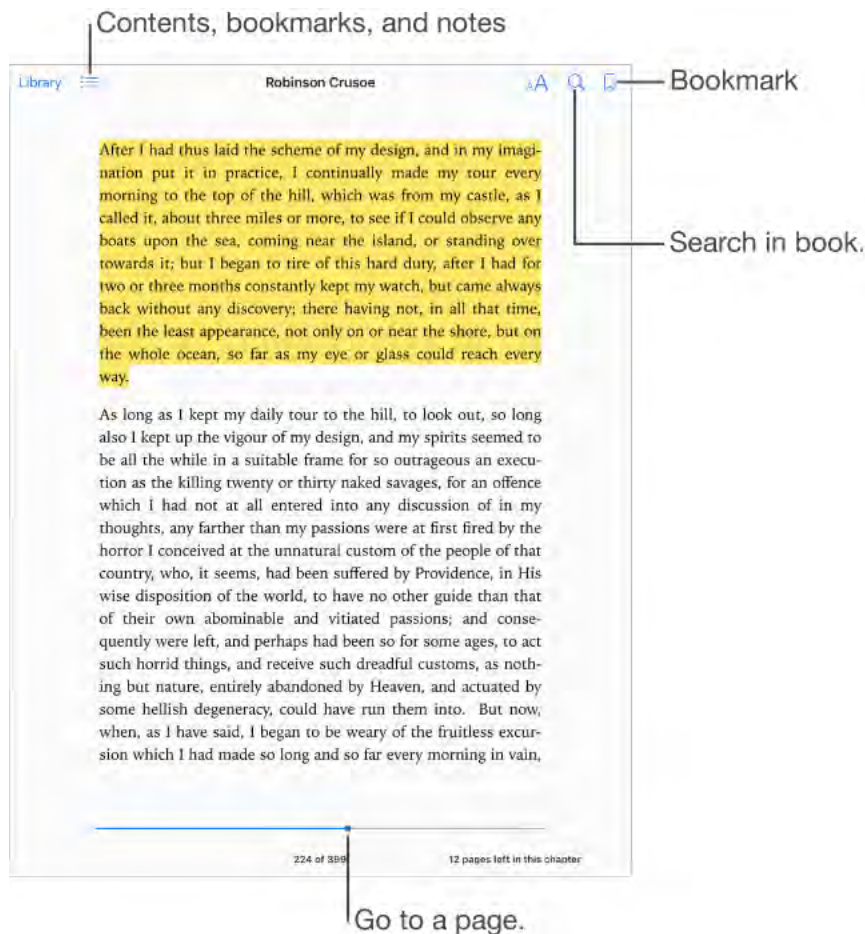 Contents, bookmarks, and notes
Library
Robinson Crusoe
AA
Bookmark
After I had thus laid the scheme of my design, and in my imagi-
nation put it in practice, I continually made my tour every
morning to the top of the hill, which was from my castle, as I
called it, about three miles or more, to see if I could observe any
boats upon the sea, coming near the island, or standing over
Search in book.
towards it; but I began to tire of this hard duty, after I had for
two or three months constantly kept my watch, but came always
back without any discovery; there having not, in all that time,
been the least appearance, not only on or near the shore, but on
the whole ocean, so far as my eye or glass could reach every
way.
As long as I kept my daily tour to the hill, to look out, so long
also I kept up the vigour of my design, and my spirits seemed to
be all the while in a suitable frame for so outrageous an execu-
tion as the killing twenty or thirty naked savages, for an offence
which I had not at all entered into any discussion of in my
thoughts, any farther than my passions were at first fired by the
horror I conceived at the unnatural custom of the people of that
country, who, it seems, had been suffered by Providence, in His
wise disposition of the world, to have no other guide than that
of their own abominable and vitiated passions; and conse-
quently were left, and perhaps had been so for some ages, to act
such horrid things, and receive such dreadful customs, as noth-
ing but nature, entirely abandoned by Heaven, and actuated by
some hellish degeneracy, could have run them into. But now,
when, as I have said, I began to be weary of the fruitless excur-
sion which I had made so long and so far every morning in vain,
224 of 399
12 pages left in this chapter
Go to a page.